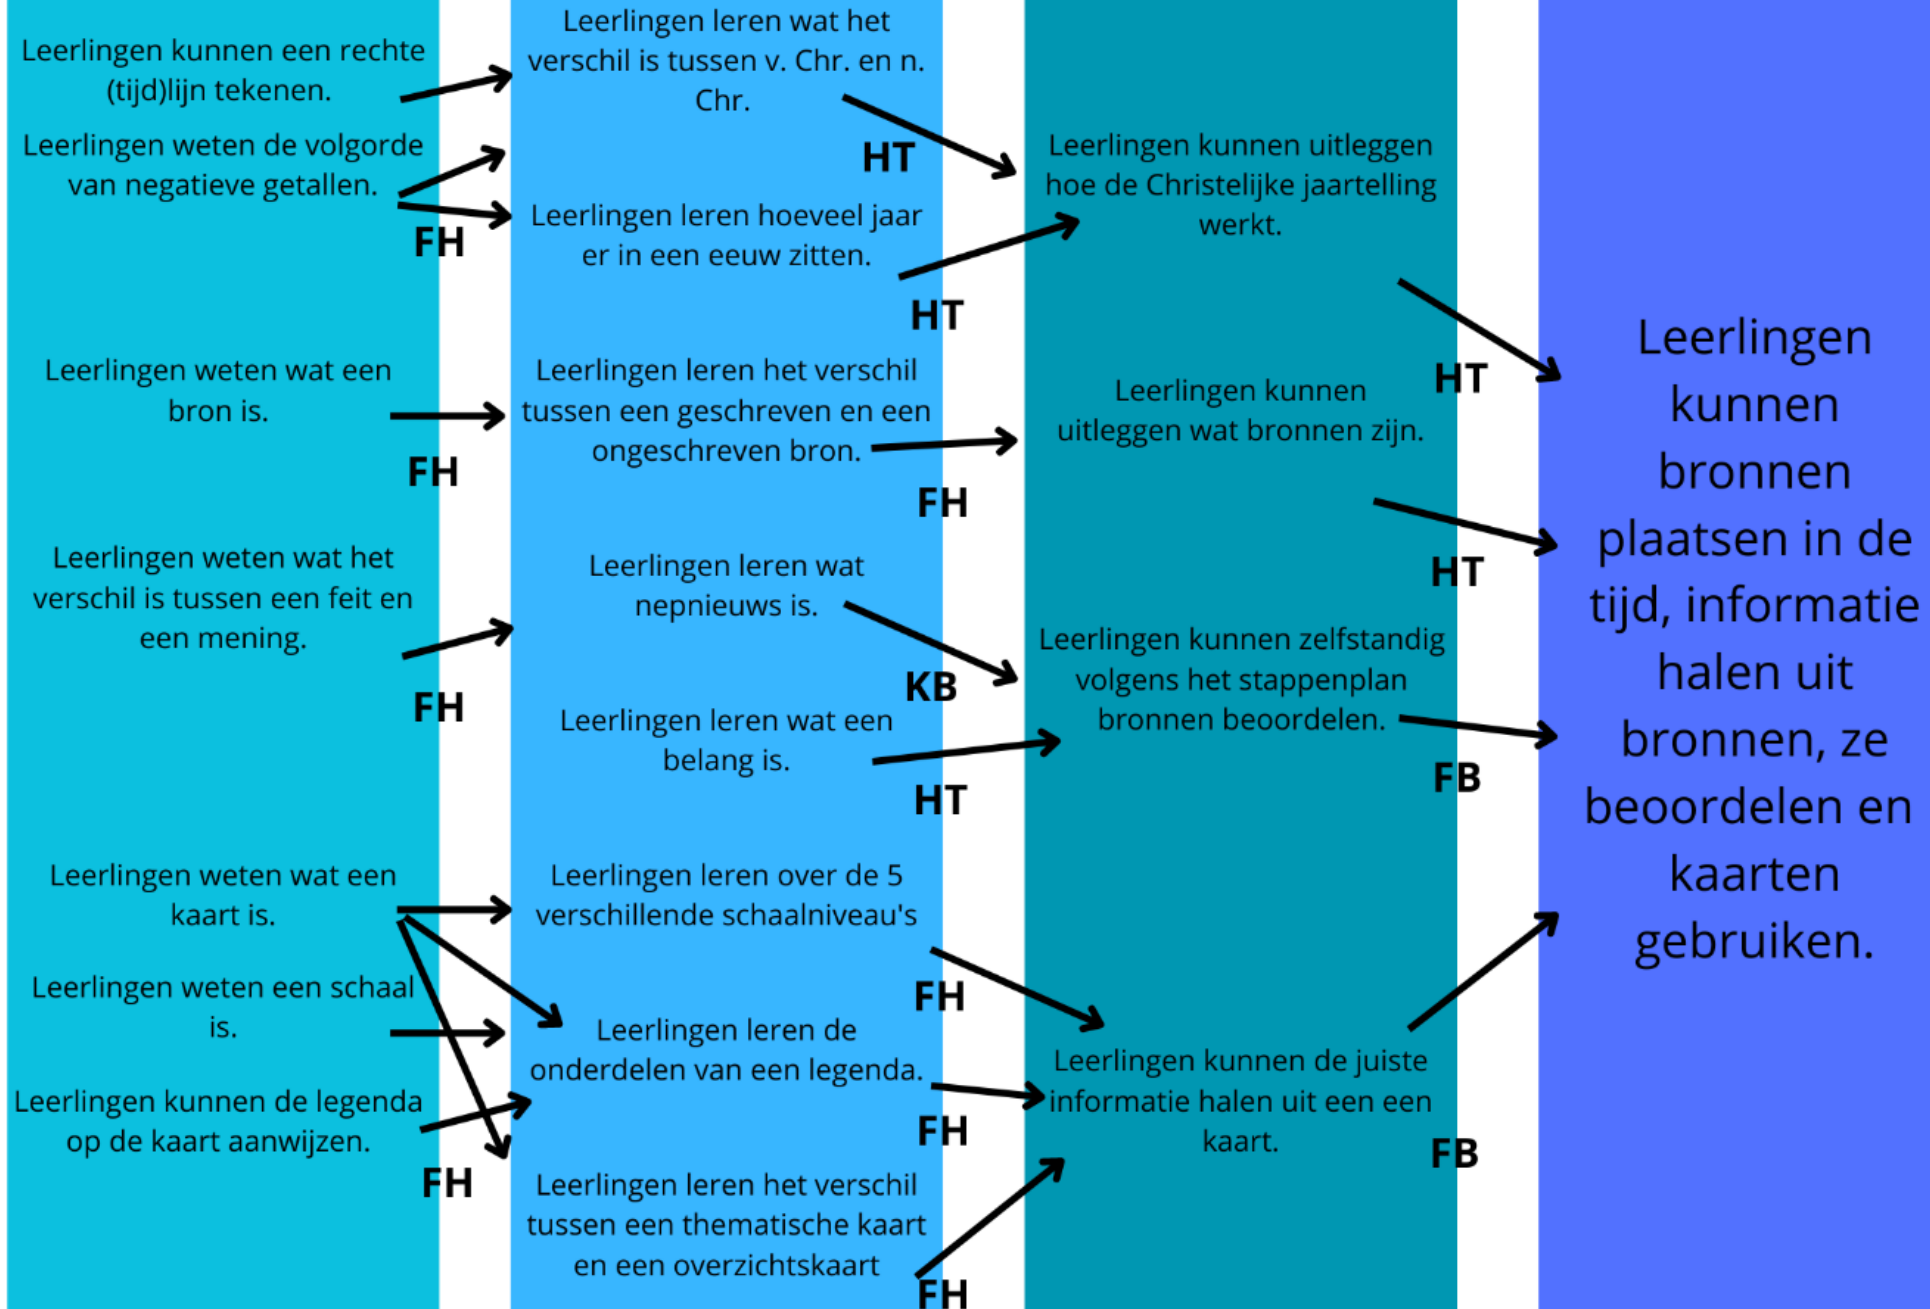 Leerlingen kunnen een rechte
(tijd)lijn tekenen.
Leerlingen weten de volgorde
van negatieve getallen.
FH
Leerlingen weten wat een
bron is.
FH
Leerlingen weten wat het
verschil is tussen een feit en
een mening.
FH
Leerlingen weten wat een
kaart is.
Leerlingen weten een schaal
is.
Leerlingen kunnen de legenda
op de kaart aanwijzen.
FH
Leerlingen leren wat het
verschil is tussen v. Chr. en n.
Chr.
HT
Leerlingen leren hoeveel jaar
er in een eeuw zitten.
HT
Leerlingen leren het verschil
tussen een geschreven en een
ongeschreven bron.
FH
Leerlingen leren wat
nepnieuws is.
KB
Leerlingen leren wat een
belang is.
HT
Leerlingen leren over de 5
verschillende schaalniveau's
FH
Leerlingen leren de
onderdelen van een legenda.
FH
Leerlingen leren het verschil
tussen een thematische kaart
en een overzichtskaart
FH
Leerlingen kunnen uitleggen
hoe de Christelijke jaartelling
werkt.
HT
Leerlingen kunnen
uitleggen wat bronnen zijn.
HT
Leerlingen kunnen zelfstandig
volgens het stappenplan
bronnen beoordelen.
FB
Leerlingen kunnen de juiste
informatie halen uit een een
kaart.
FB
Leerlingen
kunnen
bronnen
plaatsen in de
tijd, informatie
halen uit
bronnen, ze
beoordelen en
kaarten
gebruiken.